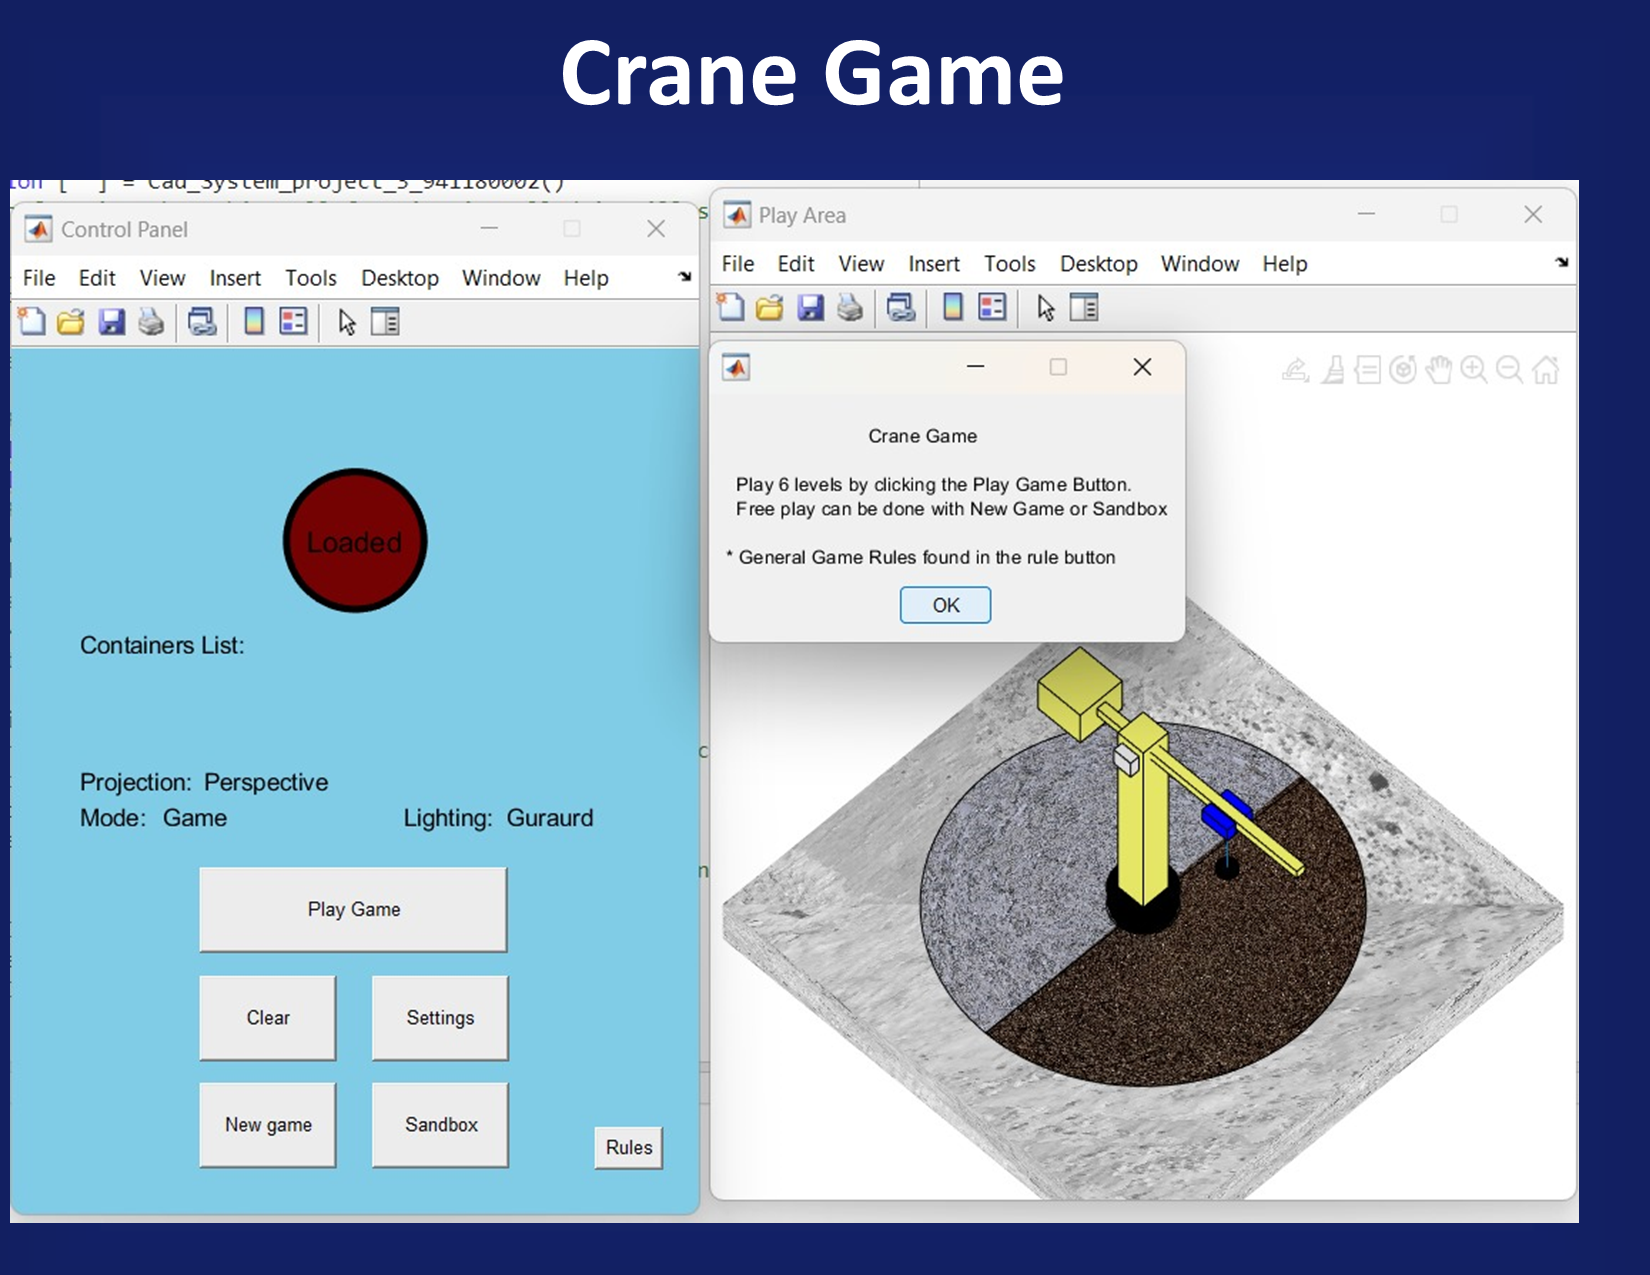 Crane Game
ion [ ] = Cad_System_project_3_941180002()
Control Panel
File Edit View Insert Tools Desktop Window Help
Loaded
Containers List:
Projection: Perspective
Mode: Game
Lighting: Guraurd
Play Game
Clear
Settings
New game
Sandbox
Rules
Play Area
File Edit View Insert Tools Desktop Window Help
Crane Game
Play 6 levels by clicking the Play Game Button.
Free play can be done with New Game or Sandbox
* General Game Rules found in the rule button
OK